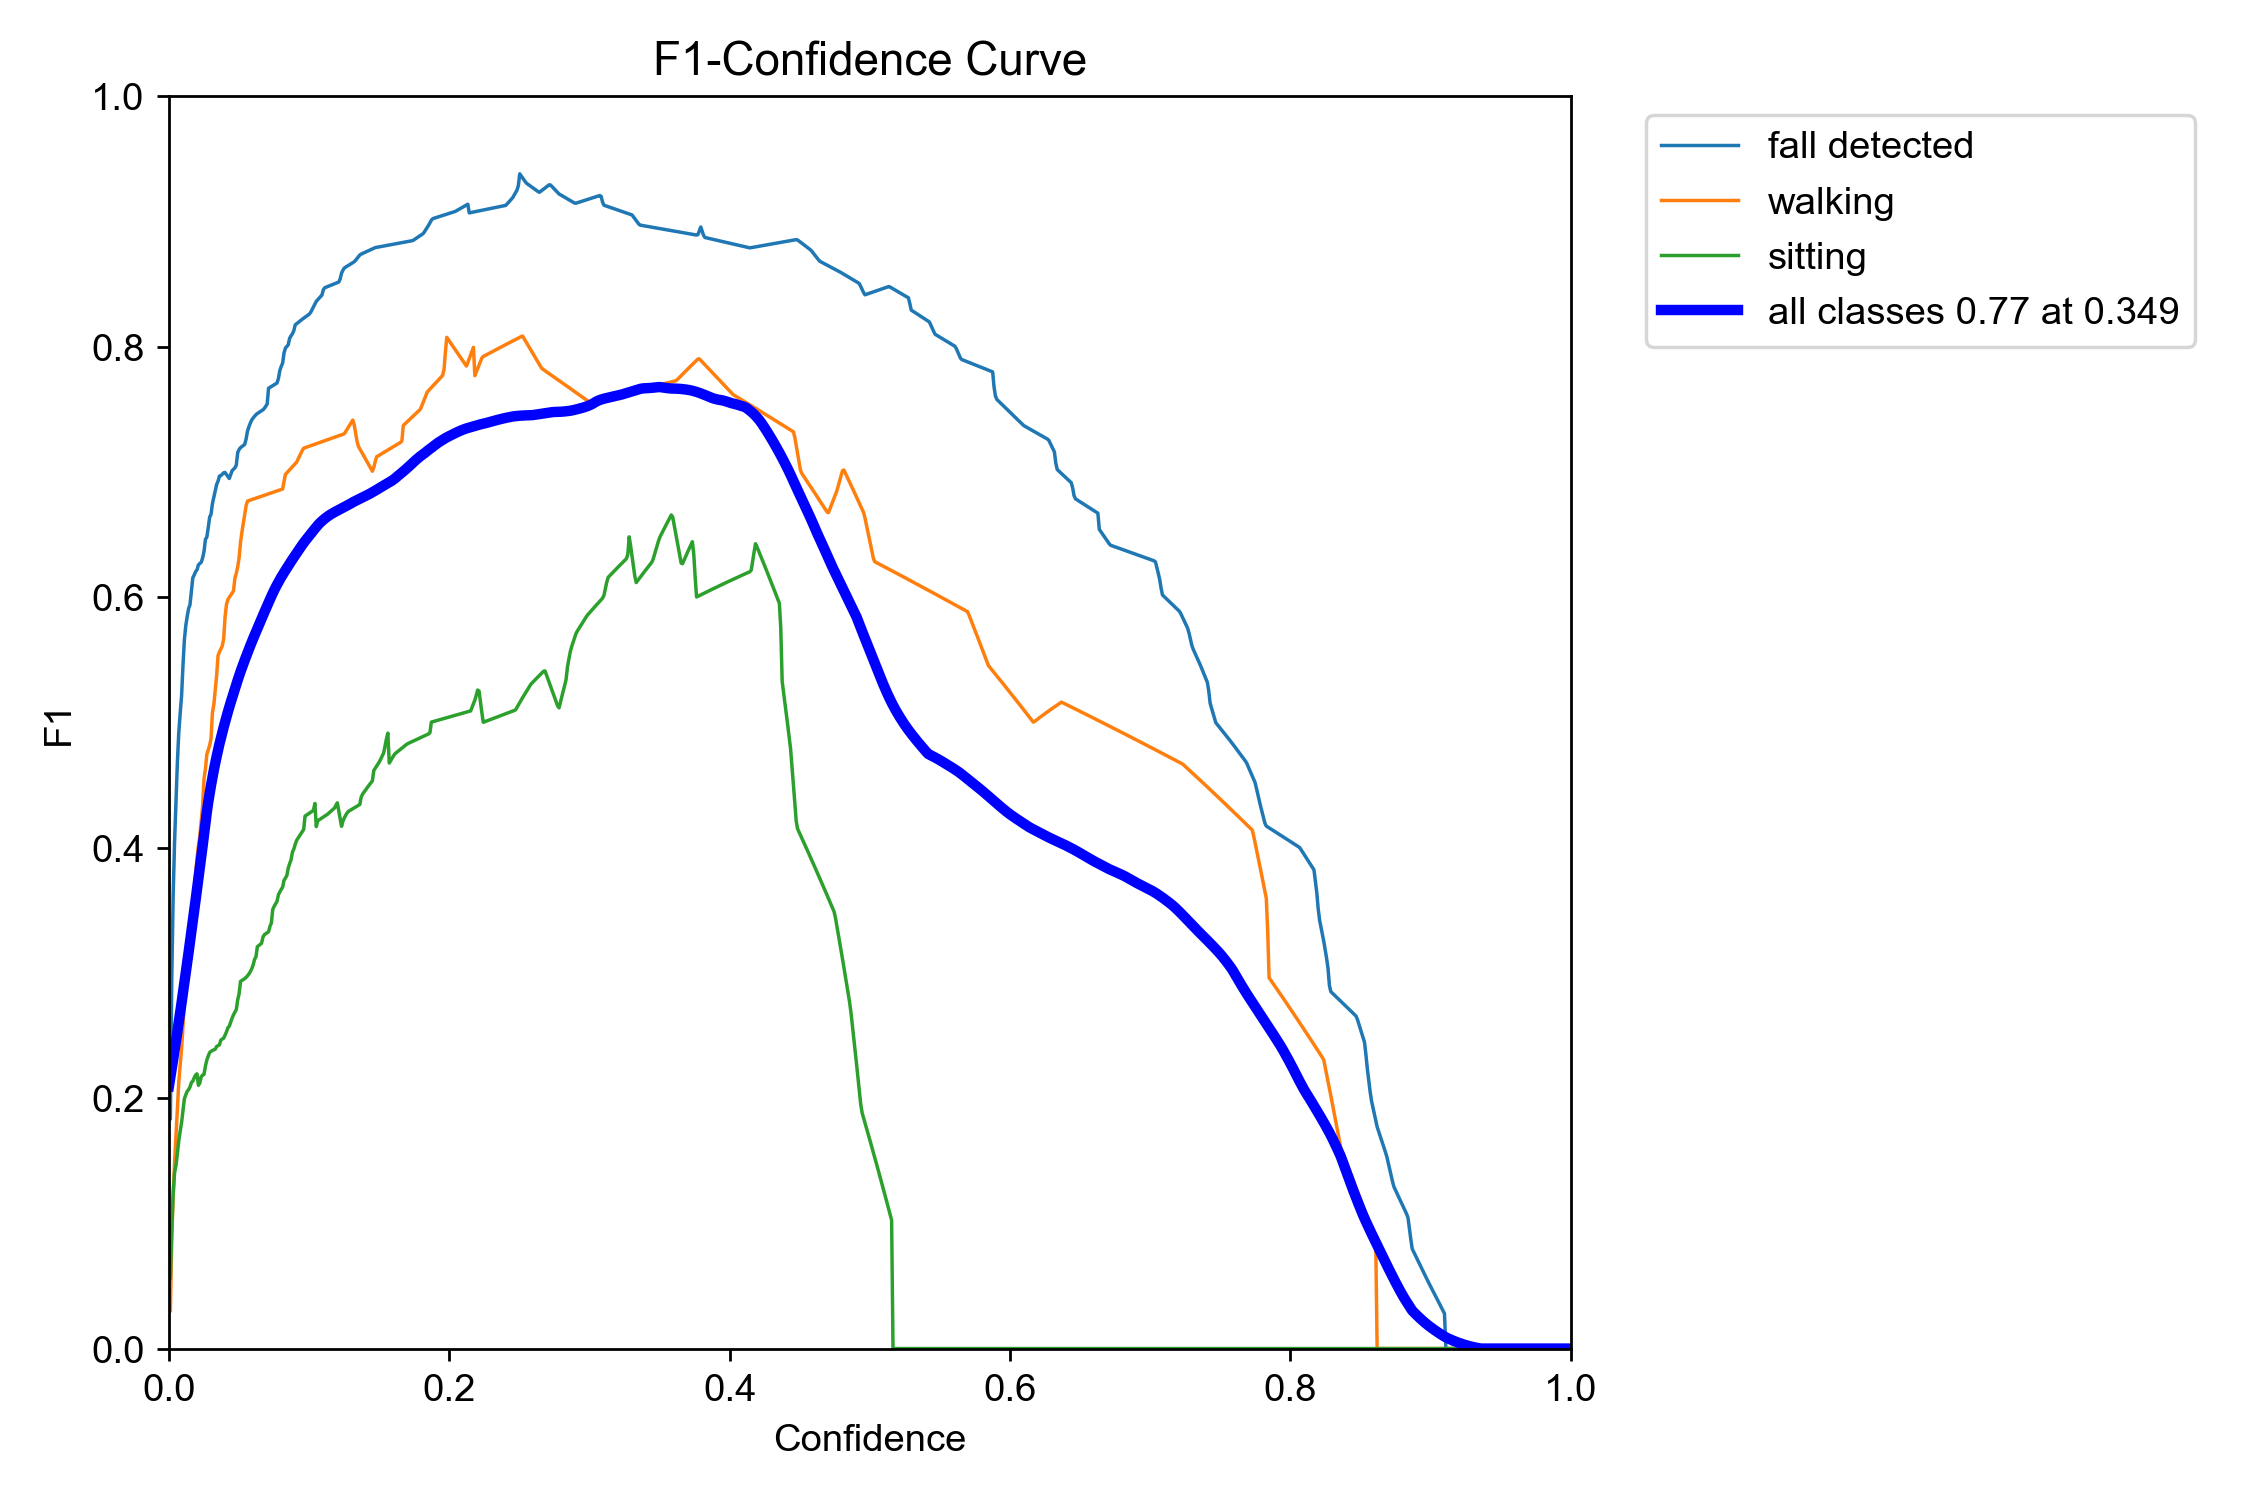 F1-Confidence Curve
1.0
0.8
0.6
0.4
0.2
0.0
F1
0.0 0.2 0.4 0.6 0.8 1.0
Confidence
fall detected
walking
sitting
all classes 0.77 at 0.349